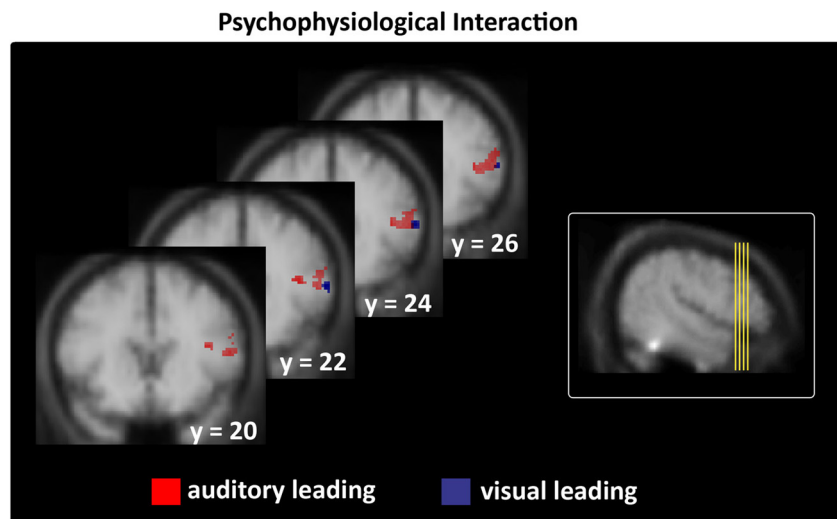 Psychophysiological Interaction
y = 26
y = 24
y = 22
y = 20
auditory leading
visual leading